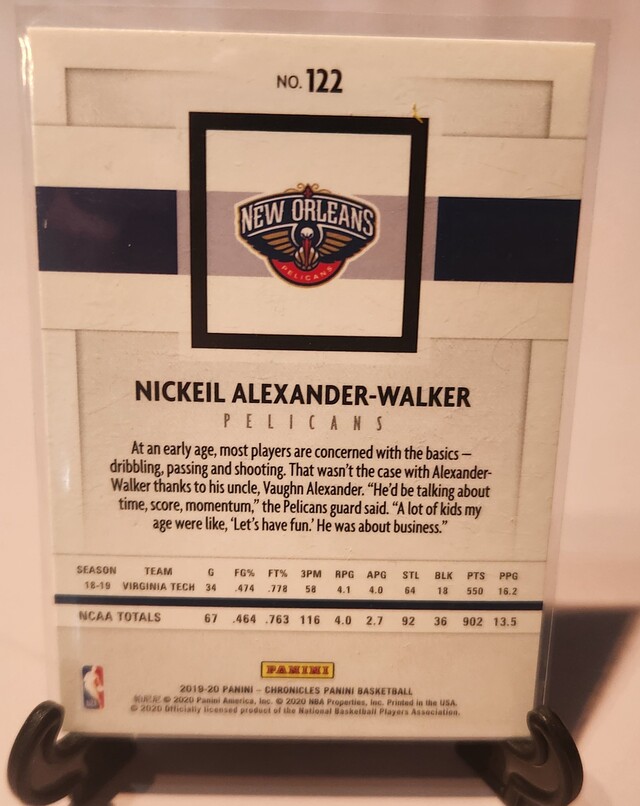 NO. 122
NEW ORLEANS
PELICANS
NICKEIL ALEXANDER-WALKER
PELICANS
At an early age, most players are concerned with the basics —
dribbling, passing and shooting. That wasn't the case with Alexander-
Walker thanks to his uncle, Vaughn Alexander. "He'd be talking about
time, score, momentum," the Pelicans guard said. "A lot of kids my
age were like, 'Let's have fun.' He was about business."
SEASON TEAM G FG% FT% 3PM RPG APG STL BLK PTS PPG
18-19 VIRGINIA TECH 34 .474 .778 58 4.1 4.0 64 18 550 16.2
NCAA TOTALS 67 .464 .763 116 4.0 2.7 92 36 902 13.5
PANINI
2019-20 PANINI – CHRONICLES PANINI BASKETBALL
© 2020 Panini America, Inc. © 2020 NBA Properties, Inc. Printed in the USA.
© 2020 Officially licensed product of the National Basketball Players Association.